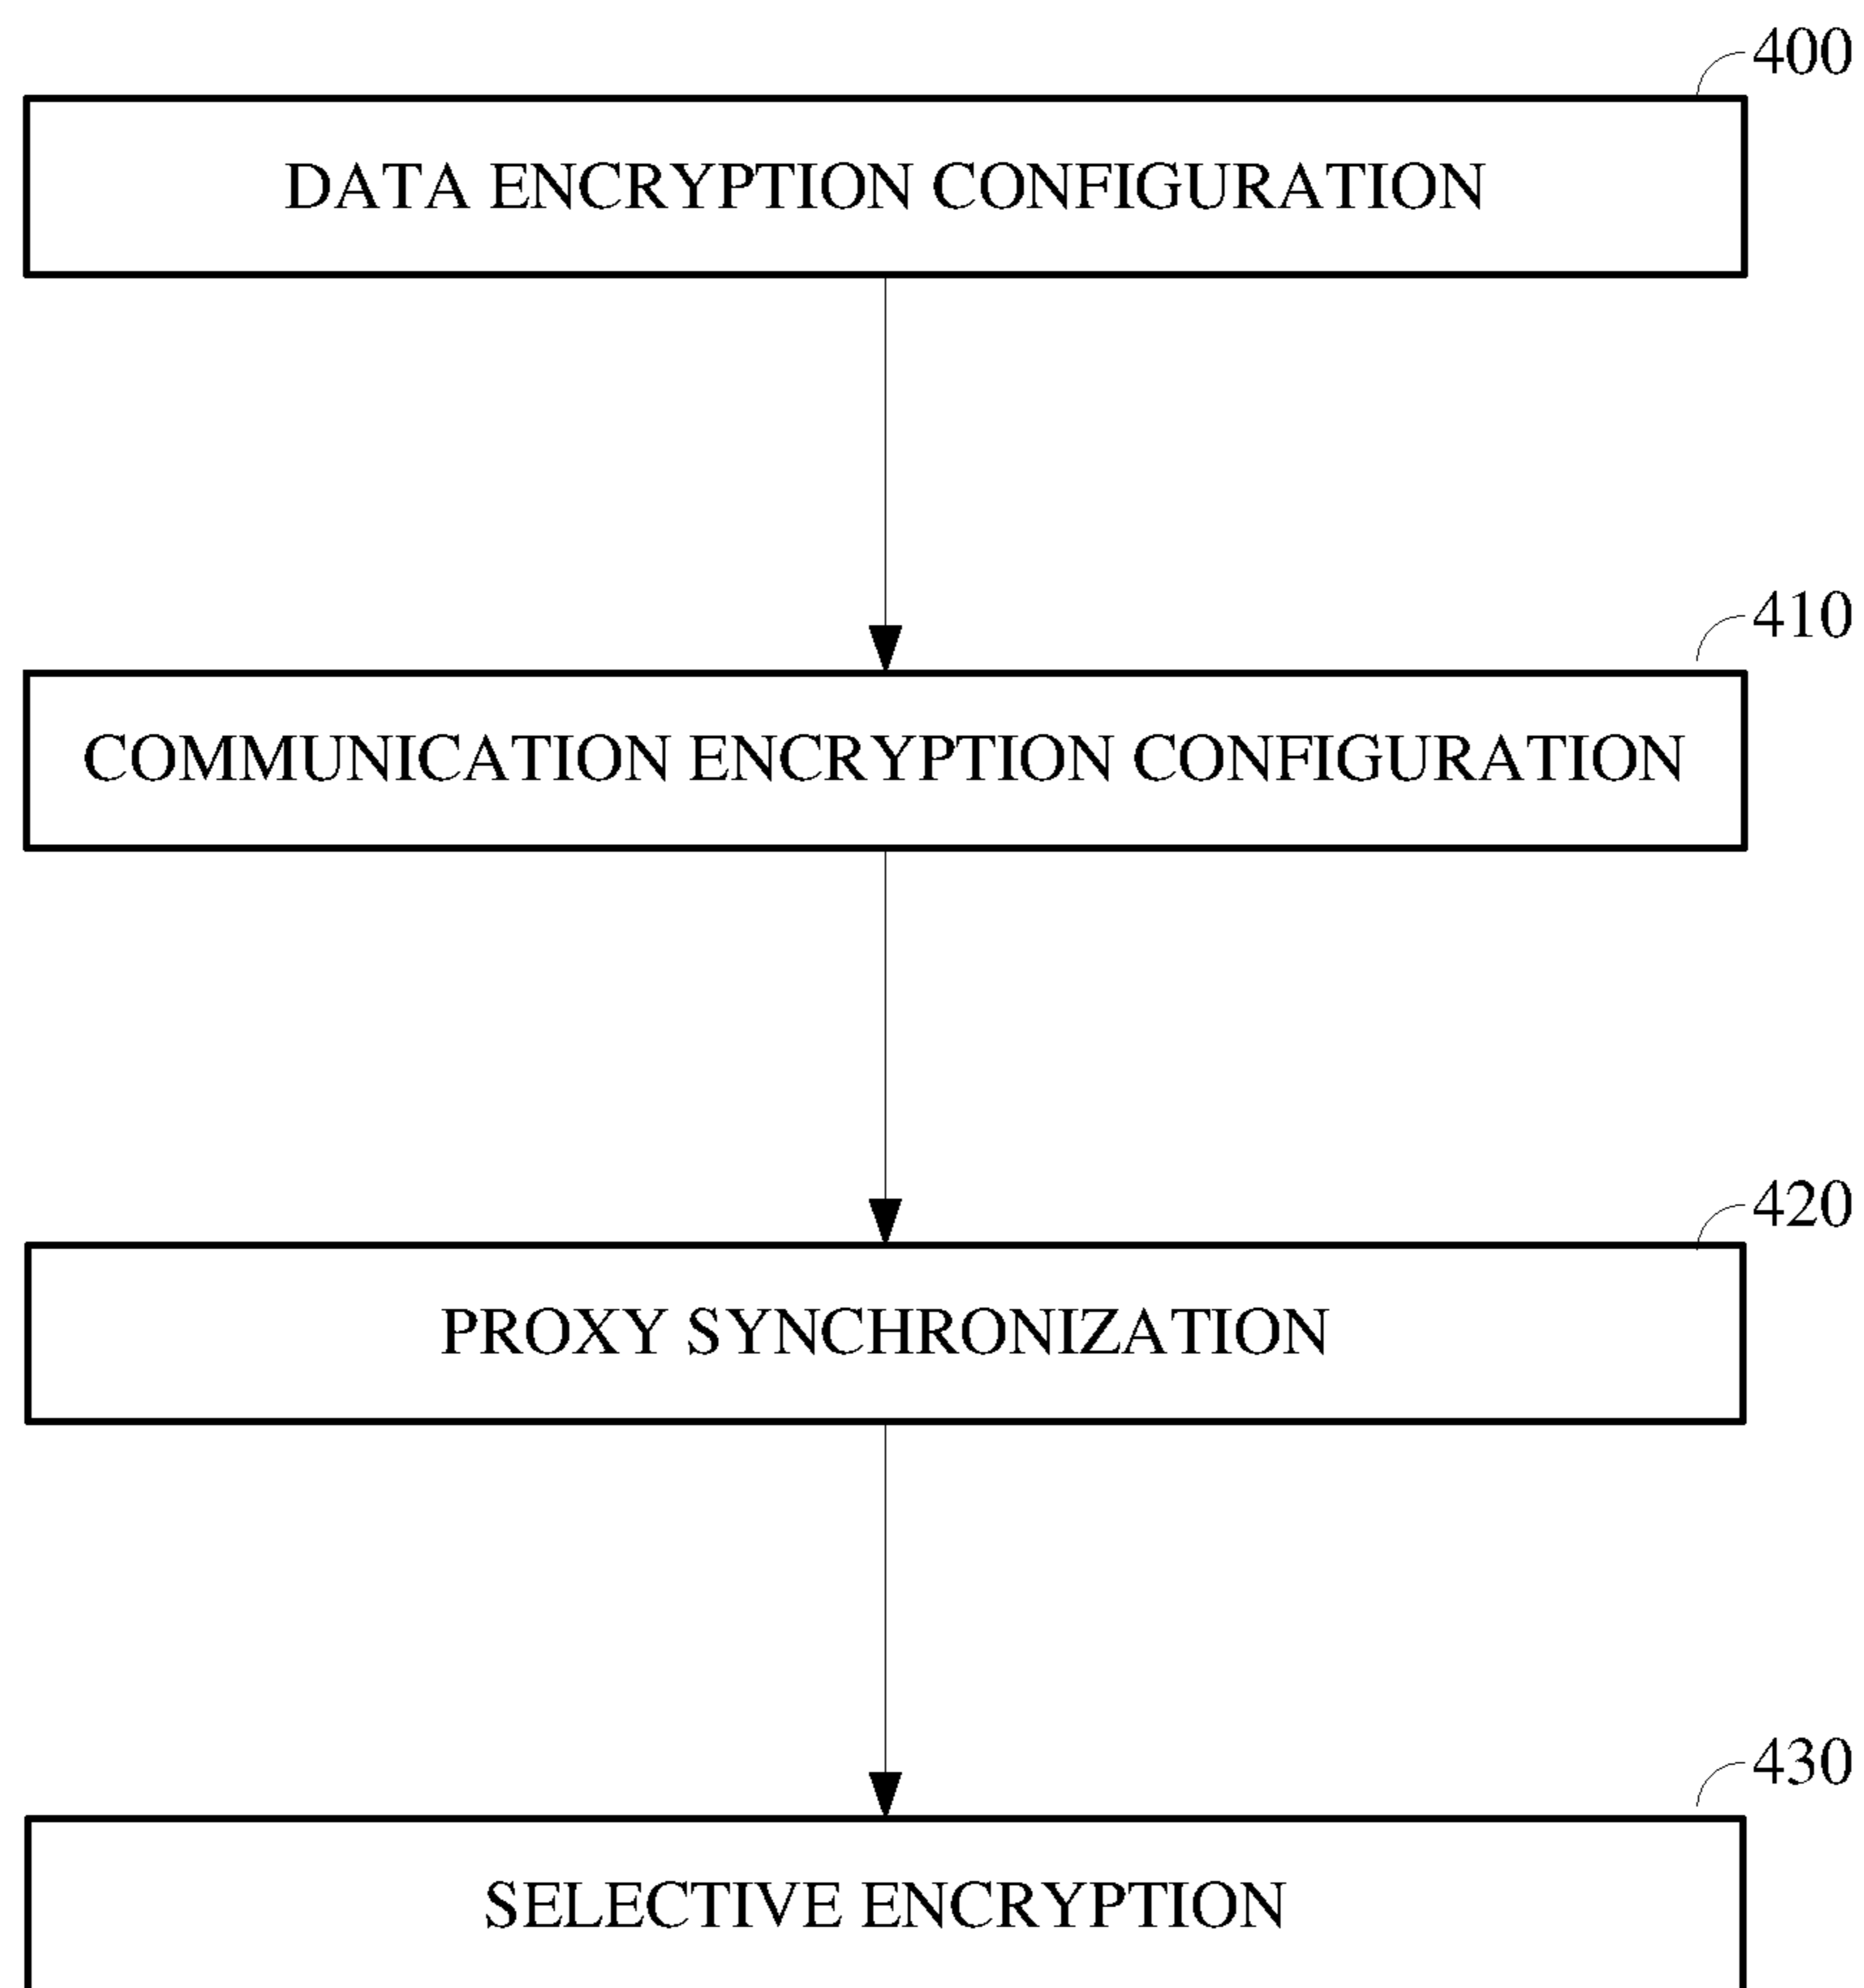 400
DATA ENCRYPTION CONFIGURATION
410
COMMUNICATION ENCRYPTION CONFIGURATION
420
PROXY SYNCHRONIZATION
430
SELECTIVE ENCRYPTION